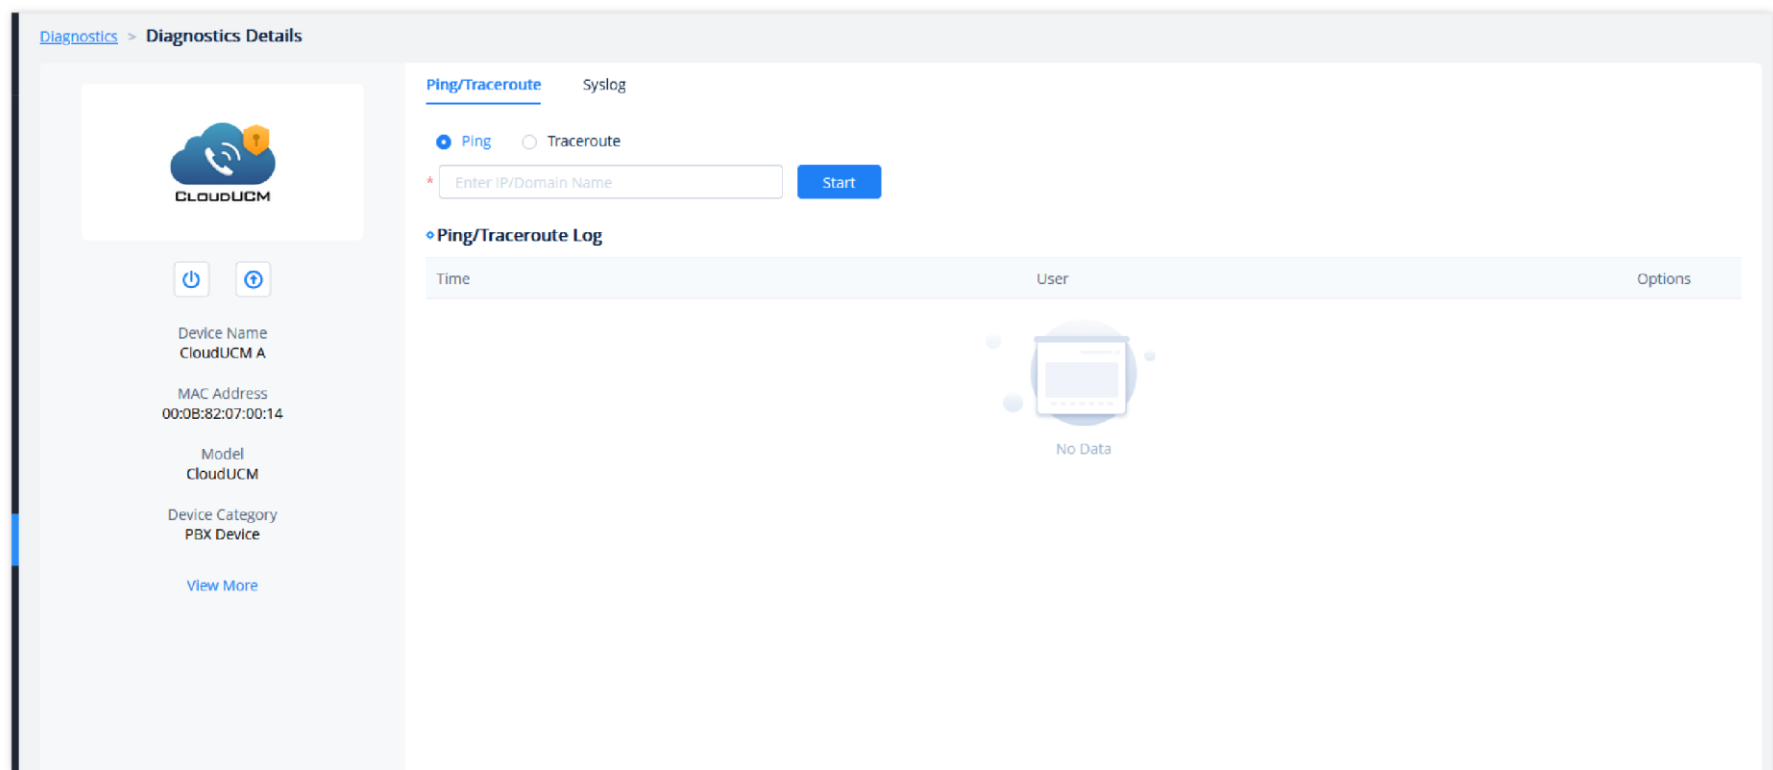 Diagnostics > Diagnostics Details
CLOUDUCM
Device Name
CloudUCM A
MAC Address
00:0B:82:07:00:14
Model
CloudUCM
Device Category
PBX Device
View More
Ping/Traceroute Syslog
Ping Traceroute
* Enter IP/Domain Name Start
Ping/Traceroute Log
Time User Options
No Data